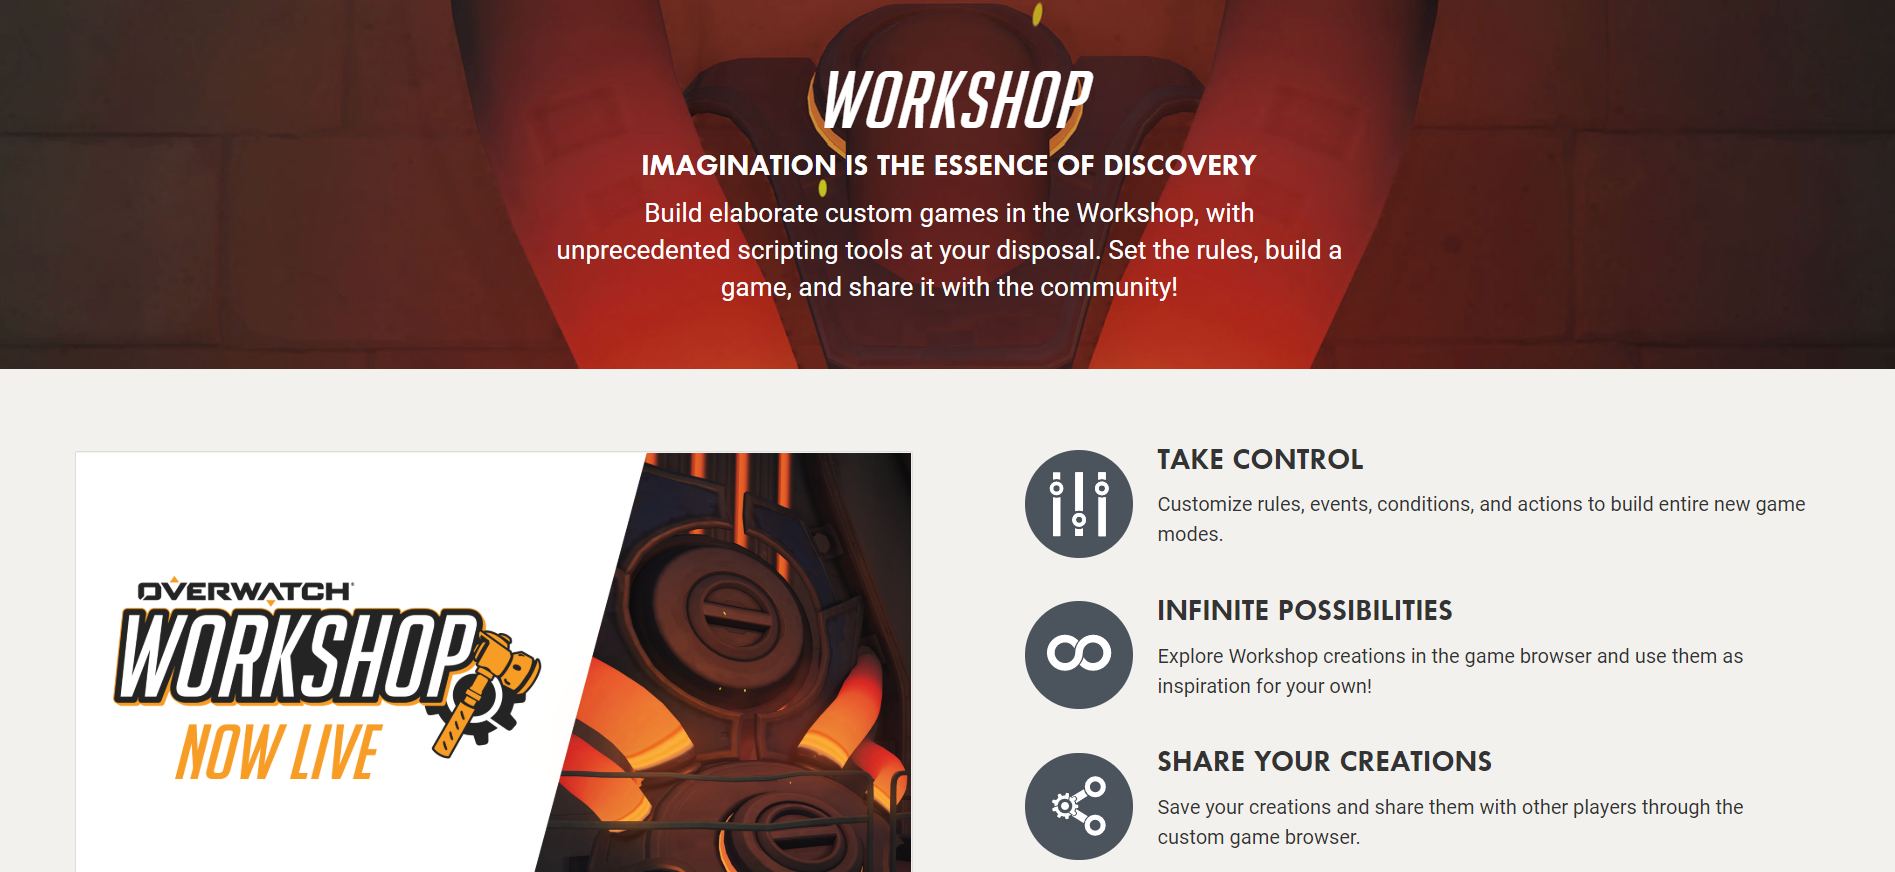 WORKSHOP
IMAGINATION IS THE ESSENCE OF DISCOVERY
Build elaborate custom games in the Workshop, with
unprecedented scripting tools at your disposal. Set the rules, build a
game, and share it with the community!
OVERWATCH
WORKSHOP
NOW LIVE
TAKE CONTROL
Customize rules, events, conditions, and actions to build entire new game
modes.
INFINITE POSSIBILITIES
Explore Workshop creations in the game browser and use them as
inspiration for your own!
SHARE YOUR CREATIONS
Save your creations and share them with other players through the
custom game browser.